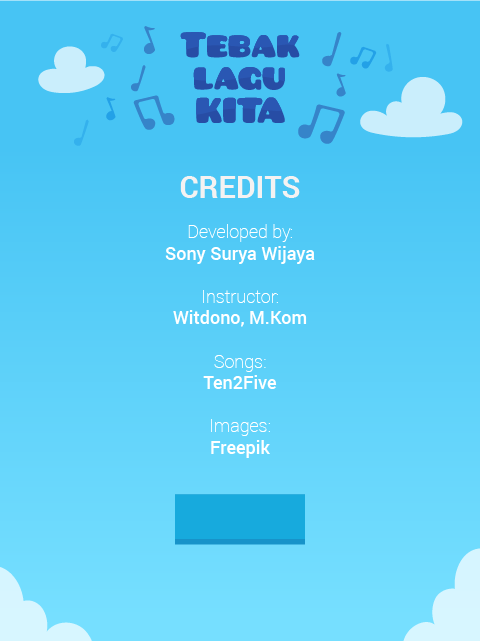 TEBAK
LAGU
KITA
CREDITS
Developed by:
Sony Surya Wijaya
Instructor:
Witdono, M.Kom
Songs:
Ten2Five
Images:
Freepik